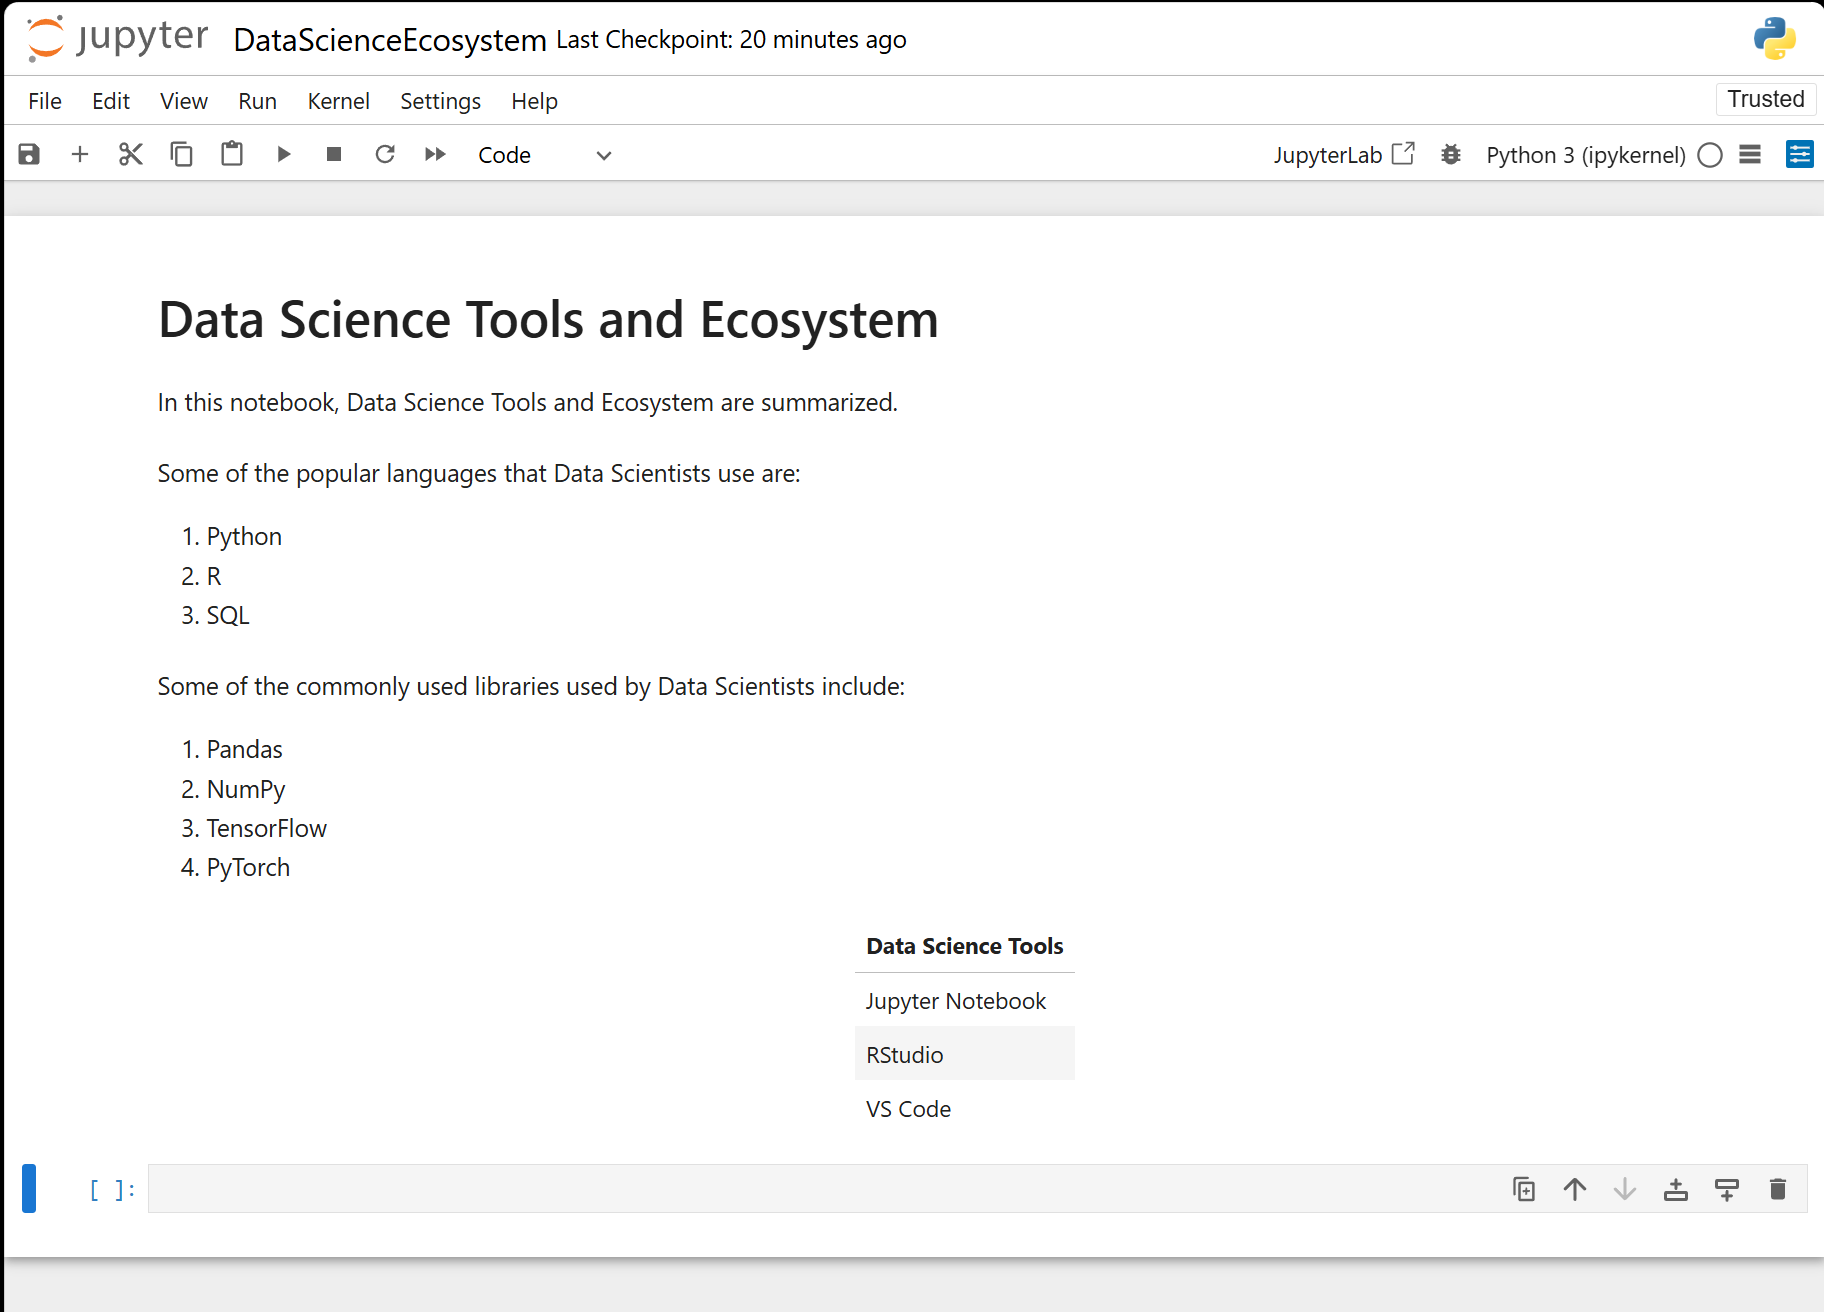 jupyter DataScienceEcosystem Last Checkpoint: 20 minutes ago
File Edit View Run Kernel Settings Help Trusted
Code JupyterLab Python 3 (ipykernel)
Data Science Tools and Ecosystem
In this notebook, Data Science Tools and Ecosystem are summarized.
Some of the popular languages that Data Scientists use are:
1. Python
2. R
3. SQL
Some of the commonly used libraries used by Data Scientists include:
1. Pandas
2. NumPy
3. TensorFlow
4. PyTorch
Data Science Tools
Jupyter Notebook
RStudio
VS Code
[ ]: